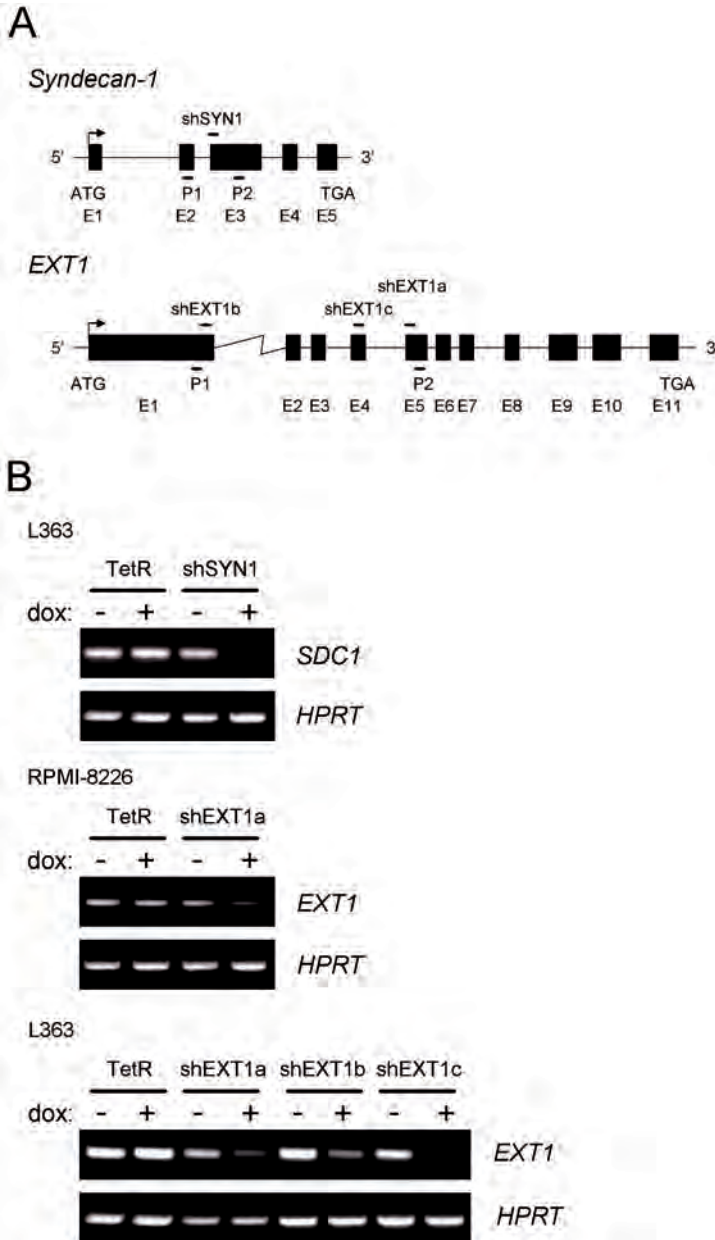 A
Syndecan-1
shSYN1
5' 3'
ATG P1 P2 TGA
E1 E2 E3 E4 E5
EXT1
shEXT1a
shEXT1b shEXT1c
5' 3'
ATG P1 P2 TGA
E1 E2 E3 E4 E5 E6 E7 E8 E9 E10 E11
B
L363
TetR shSYN1
dox: - + - +
SDC1
HPRT
RPMI-8226
TetR shEXT1a
dox: - + - +
EXT1
HPRT
L363
TetR shEXT1a shEXT1b shEXT1c
dox: - + - + - + - +
EXT1
HPRT